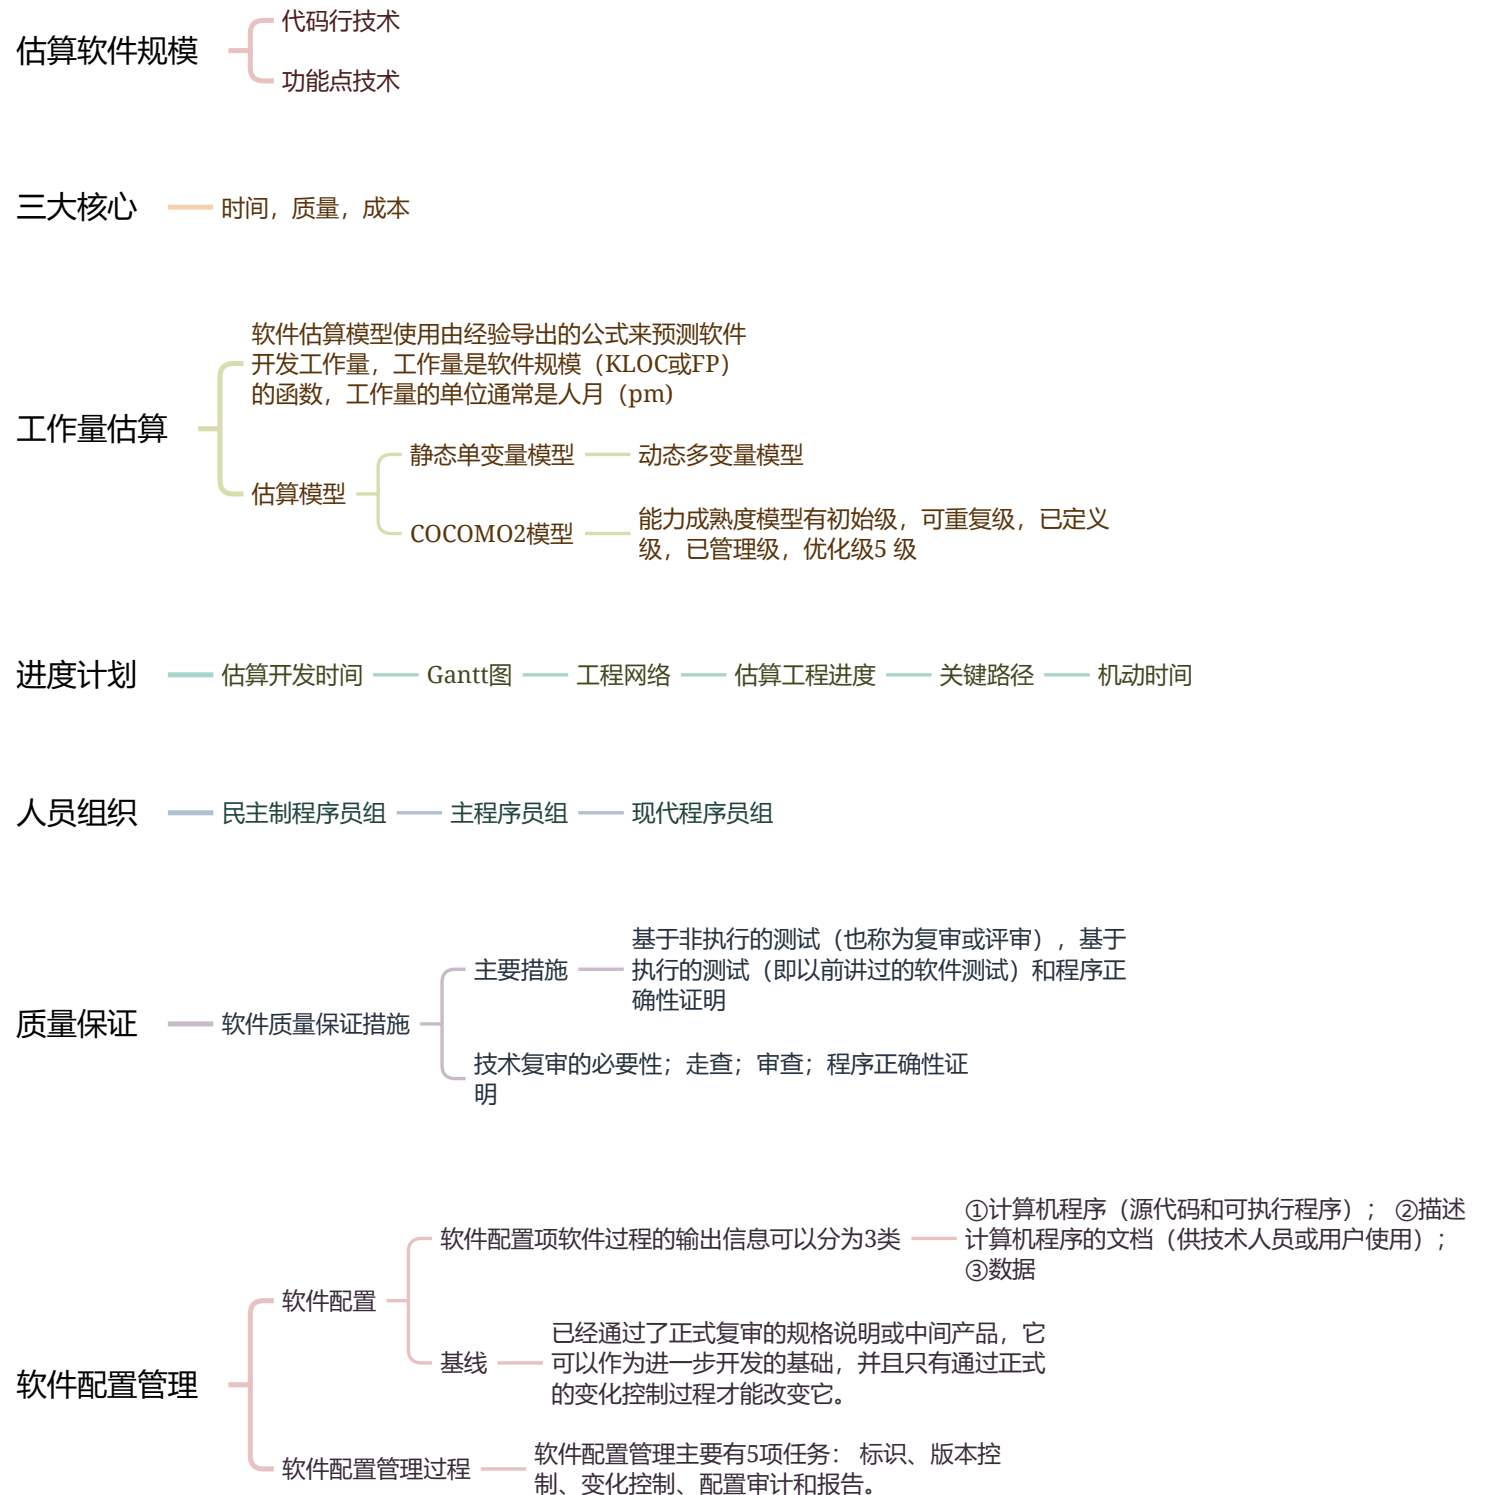 估算软件规模
代码行技术
功能点技术
三大核心
时间，质量，成本
工作量估算
软件估算模型使用由经验导出的公式来预测软件
开发工作量，工作量是软件规模（KLOC或FP）
的函数，工作量的单位通常是人月（pm)
估算模型
静态单变量模型
动态多变量模型
COCOMO2模型
能力成熟度模型有初始级，可重复级，已定义
级，已管理级，优化级5 级
进度计划
估算开发时间
Gantt图
工程网络
估算工程进度
关键路径
机动时间
人员组织
民主制程序员组
主程序员组
现代程序员组
质量保证
软件质量保证措施
主要措施
基于非执行的测试（也称为复审或评审），基于
执行的测试（即以前讲过的软件测试）和程序正
确性证明
技术复审的必要性；走查；审查；程序正确性证
明
软件配置管理
软件配置
软件配置项软件过程的输出信息可以分为3类
①计算机程序（源代码和可执行程序）； ②描述
计算机程序的文档（供技术人员或用户使用）；
③数据
基线
已经通过了正式复审的规格说明或中间产品，它
可以作为进一步开发的基础，并且只有通过正式
的变化控制过程才能改变它。
软件配置管理过程
软件配置管理主要有5项任务： 标识、版本控
制、变化控制、配置审计和报告。